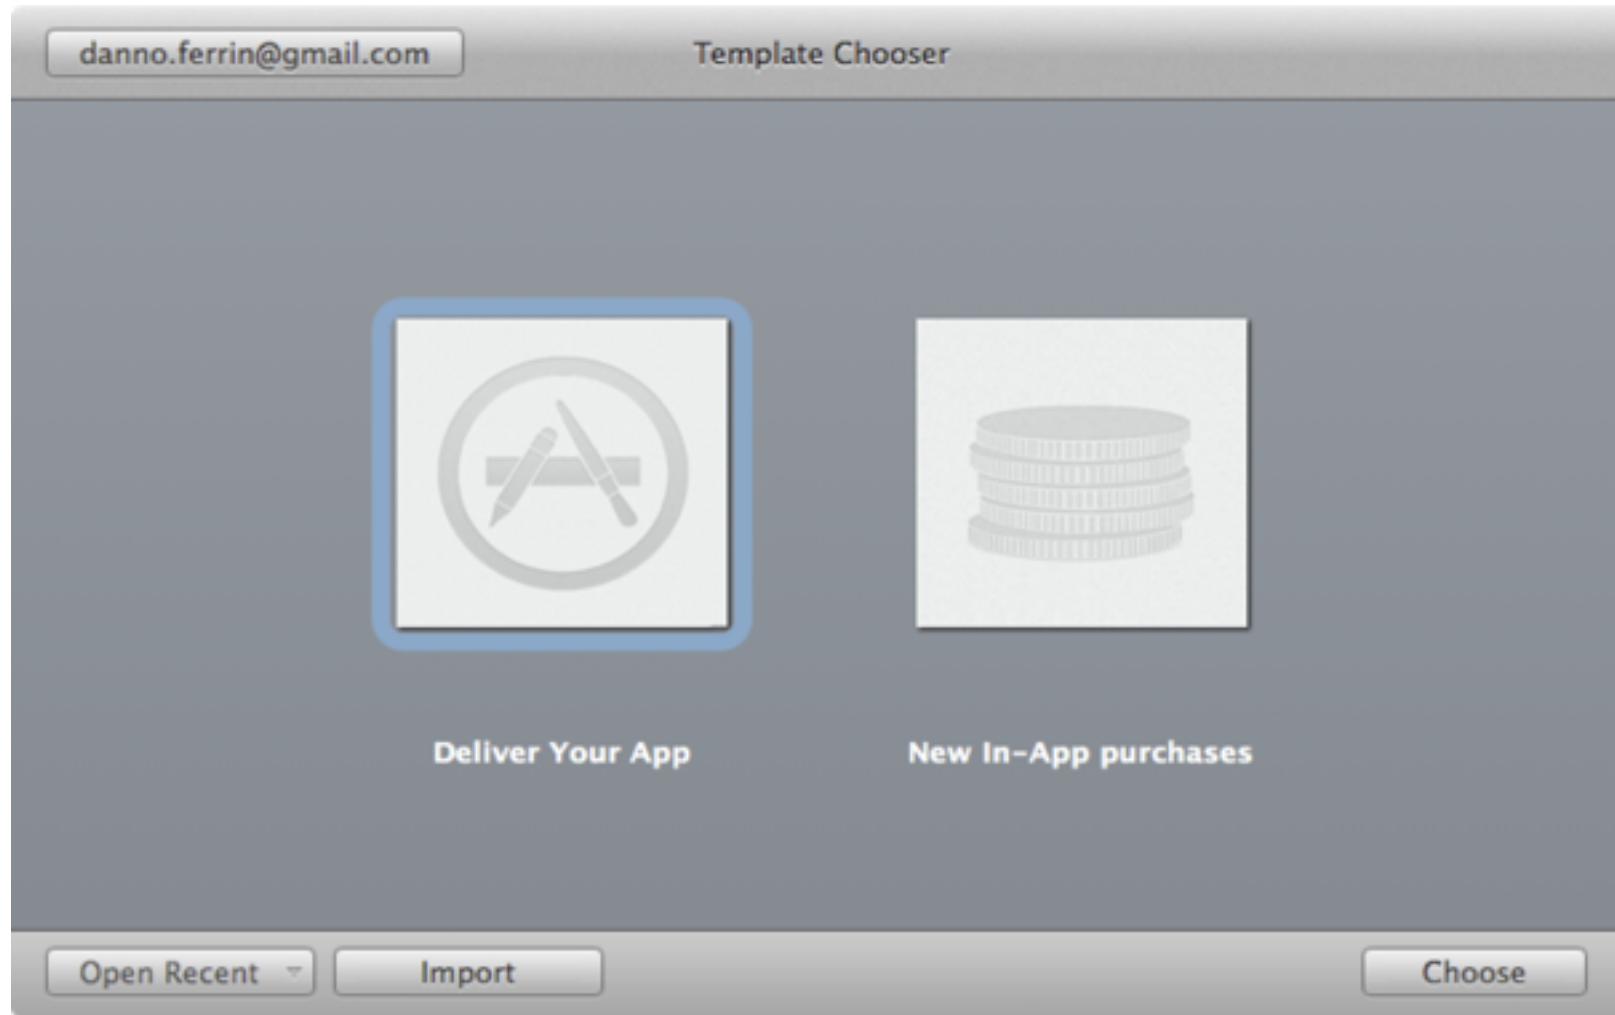 danno.ferrin@gmail.com
Template Chooser
Deliver Your App
New In-App purchases
Open Recent
Import
Choose